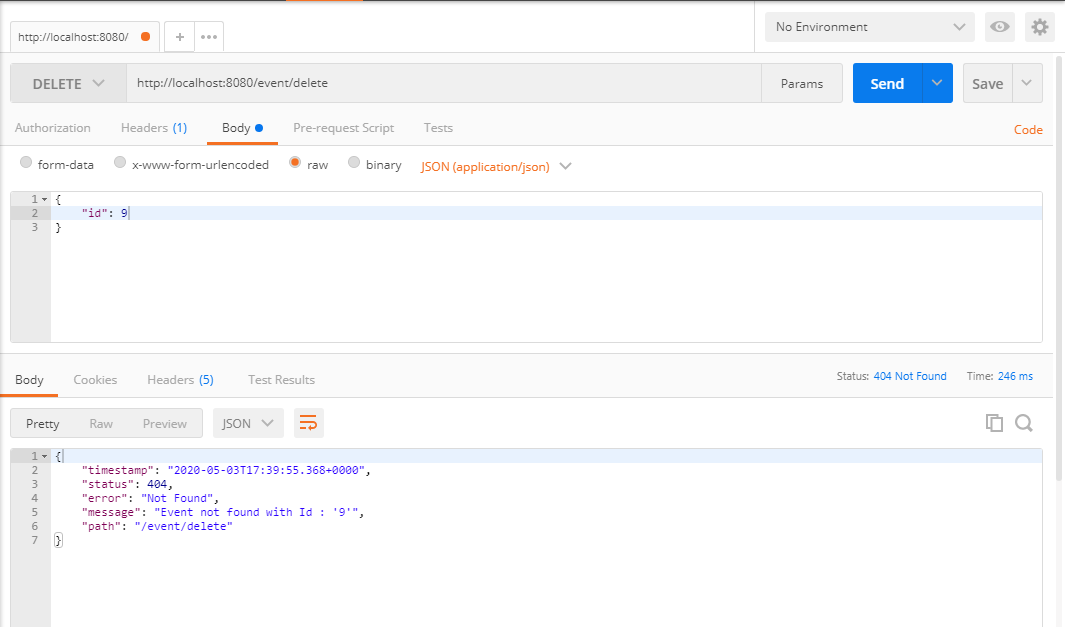 http://localhost:8080/ + ••• No Environment
DELETE http://localhost:8080/event/delete Params Send Save
Authorization Headers (1) Body Pre-request Script Tests Code
form-data x-www-form-urlencoded raw binary JSON (application/json)
1 {
2 "id": 9
3 }
Body Cookies Headers (5) Test Results Status: 404 Not Found Time: 246 ms
Pretty Raw Preview JSON
1 {
2 "timestamp": "2020-05-03T17:39:55.368+0000",
3 "status": 404,
4 "error": "Not Found",
5 "message": "Event not found with Id : '9'",
6 "path": "/event/delete"
7 }